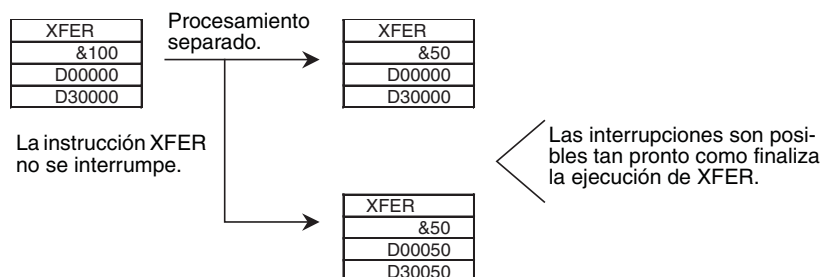 XFER
&100
D00000
D30000
Procesamiento
separado.
XFER
&50
D00000
D30000
La instrucción XFER
no se interrumpe.
Las interrupciones son posi-
bles tan pronto como finaliza
la ejecución de XFER.
XFER
&50
D00050
D30050